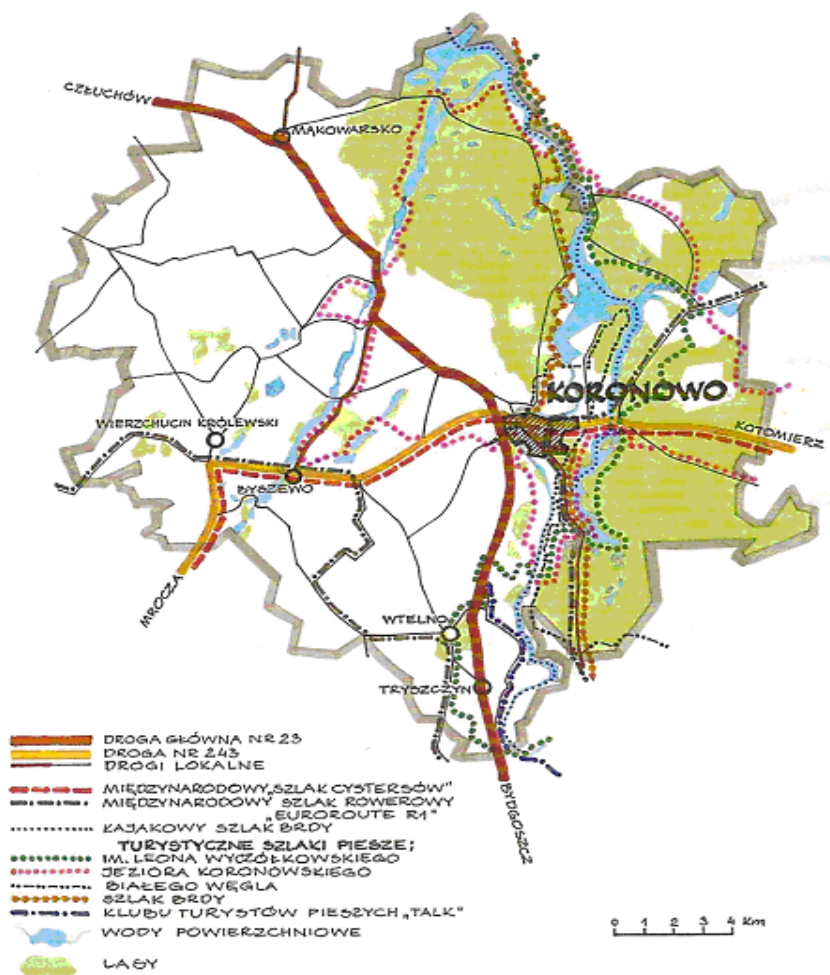 CZŁUCHÓW
MĄKOWARSKO
KORONOWO
KOTOMIERZ
WIERZCHUCIN KRÓLEWSKI
BYSZEWO
MROCZA
WTELNO
TRYSZCZYN
BYDGOSZCZ
DROGA GŁÓWNA NR 23
DROGA NR 243
DROGI LOKALNE
MIĘDZYNARODOWY „SZLAK CYSTERSÓW"
MIĘDZYNARODOWY SZLAK ROWEROWY
„EUROROUTE R1"
KAJAKOWY SZLAK BRDY
TURYSTYCZNE SZLAKI PIESZE;
IM. LEONA WYCZÓŁKOWSKIEGO
JEZIORA KORONOWSKIEGO
BIAŁEGO WĘGLA
SZLAK BRDY
KLUBU TURYSTÓW PIESZYCH „TALK"
WODY POWIERZCHNIOWE
LASY
0 1 2 3 4 KM